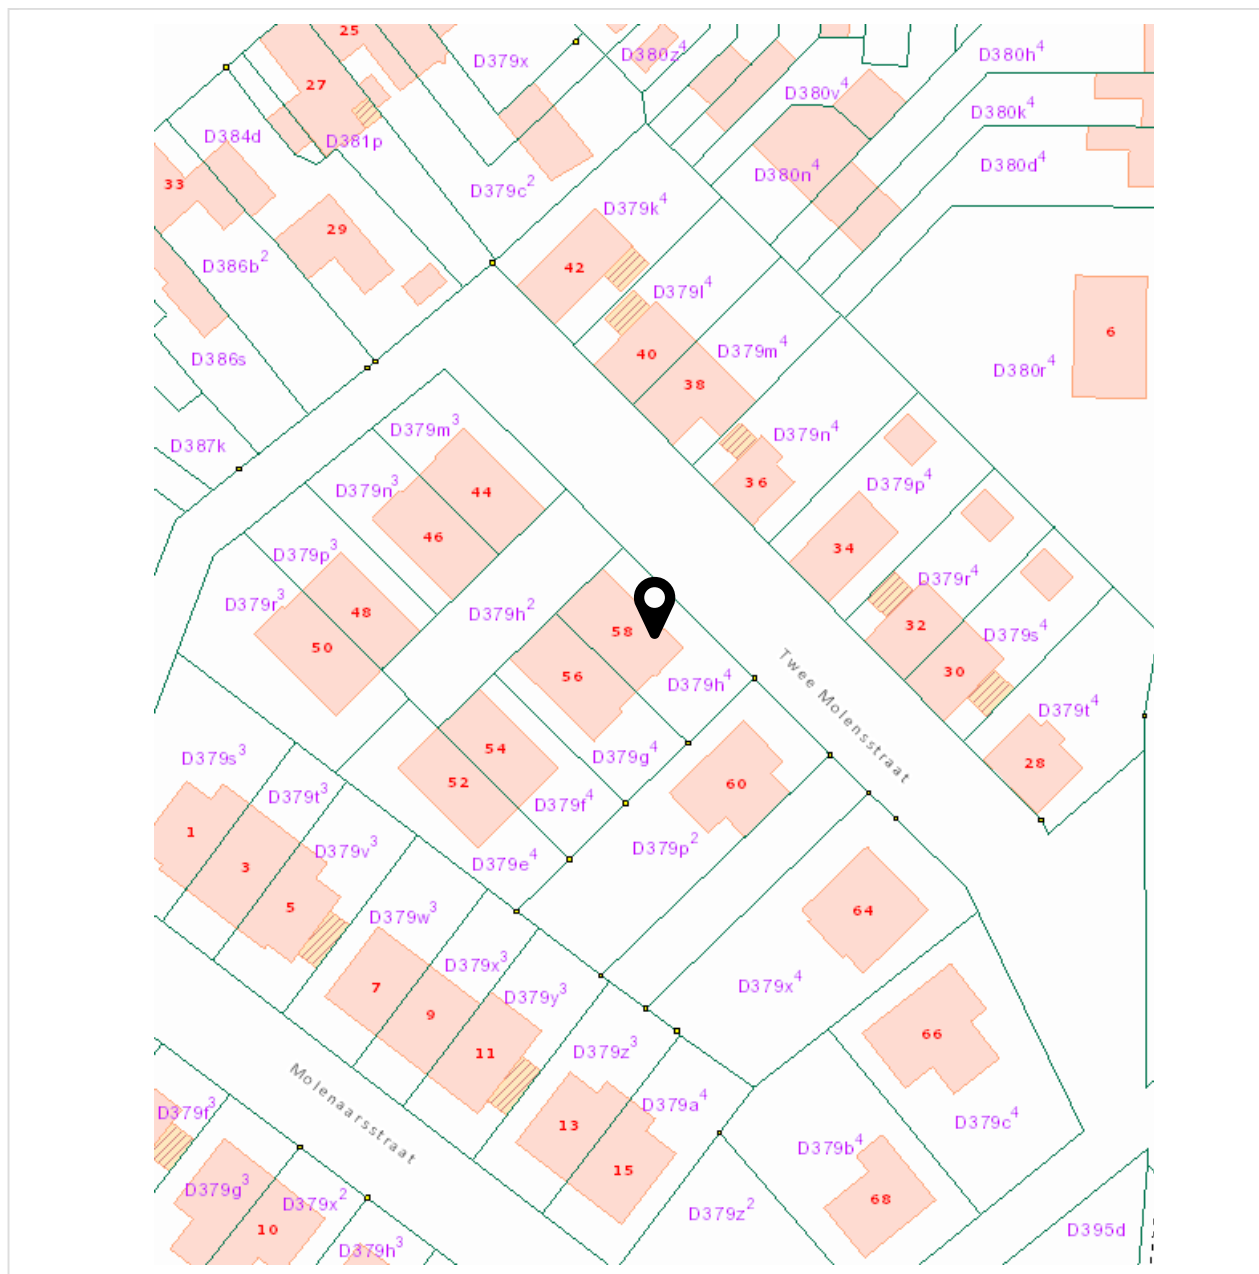 25
D379x
D380z⁴
D380h⁴
27
D380v⁴
D380k⁴
D384d
D381p
D380n⁴
D380d⁴
33
D379c²
D379k⁴
29
D386b²
42
D379l⁴
6
40
D379m⁴
D386s
38
D380r⁴
D379m³
D387k
D379n⁴
D379n³
44
36
D379p⁴
46
34
D379p³
D379r⁴
D379r³
48
D379h²
58
32
D379s⁴
50
56
30
D379h⁴
Twee Molensstraat
D379t⁴
D379s³
54
D379g⁴
28
52
60
D379t³
D379f⁴
1
D379v³
D379p²
3
D379e⁴
5
64
D379w³
D379x³
7
D379y³
D379x⁴
9
66
11
D379z³
Molenaarsstraat
D379f³
D379a⁴
13
D379c⁴
D379b⁴
15
D379g³
D379x²
68
D379z²
10
D395d
D379h³